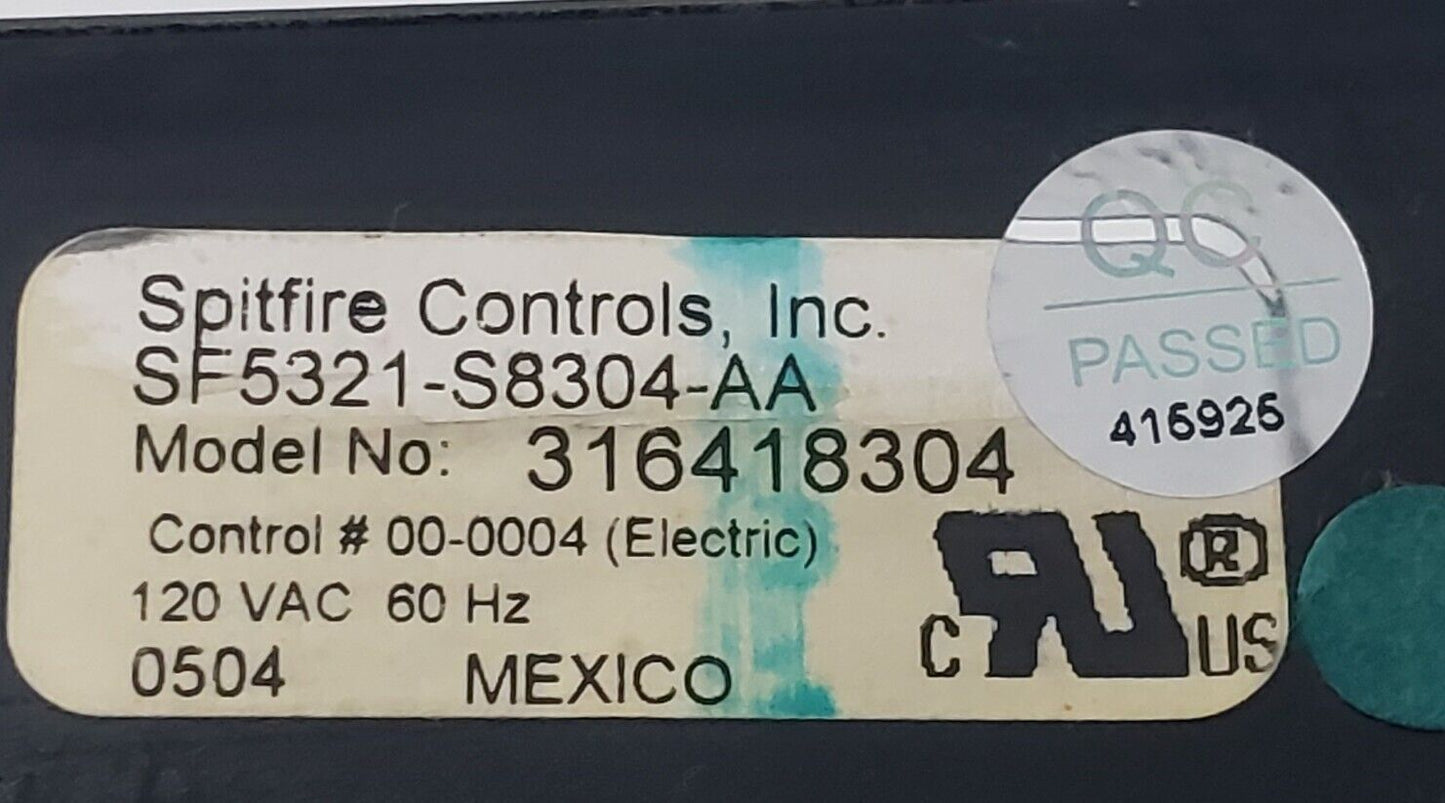 Spitfire Controls, Inc.
SF5321-S8304-AA
Model No: 316418304
Control # 00-0004 (Electric)
120 VAC 60 Hz
0504 MEXICO
C RU ® US
QC
PASSED
415925